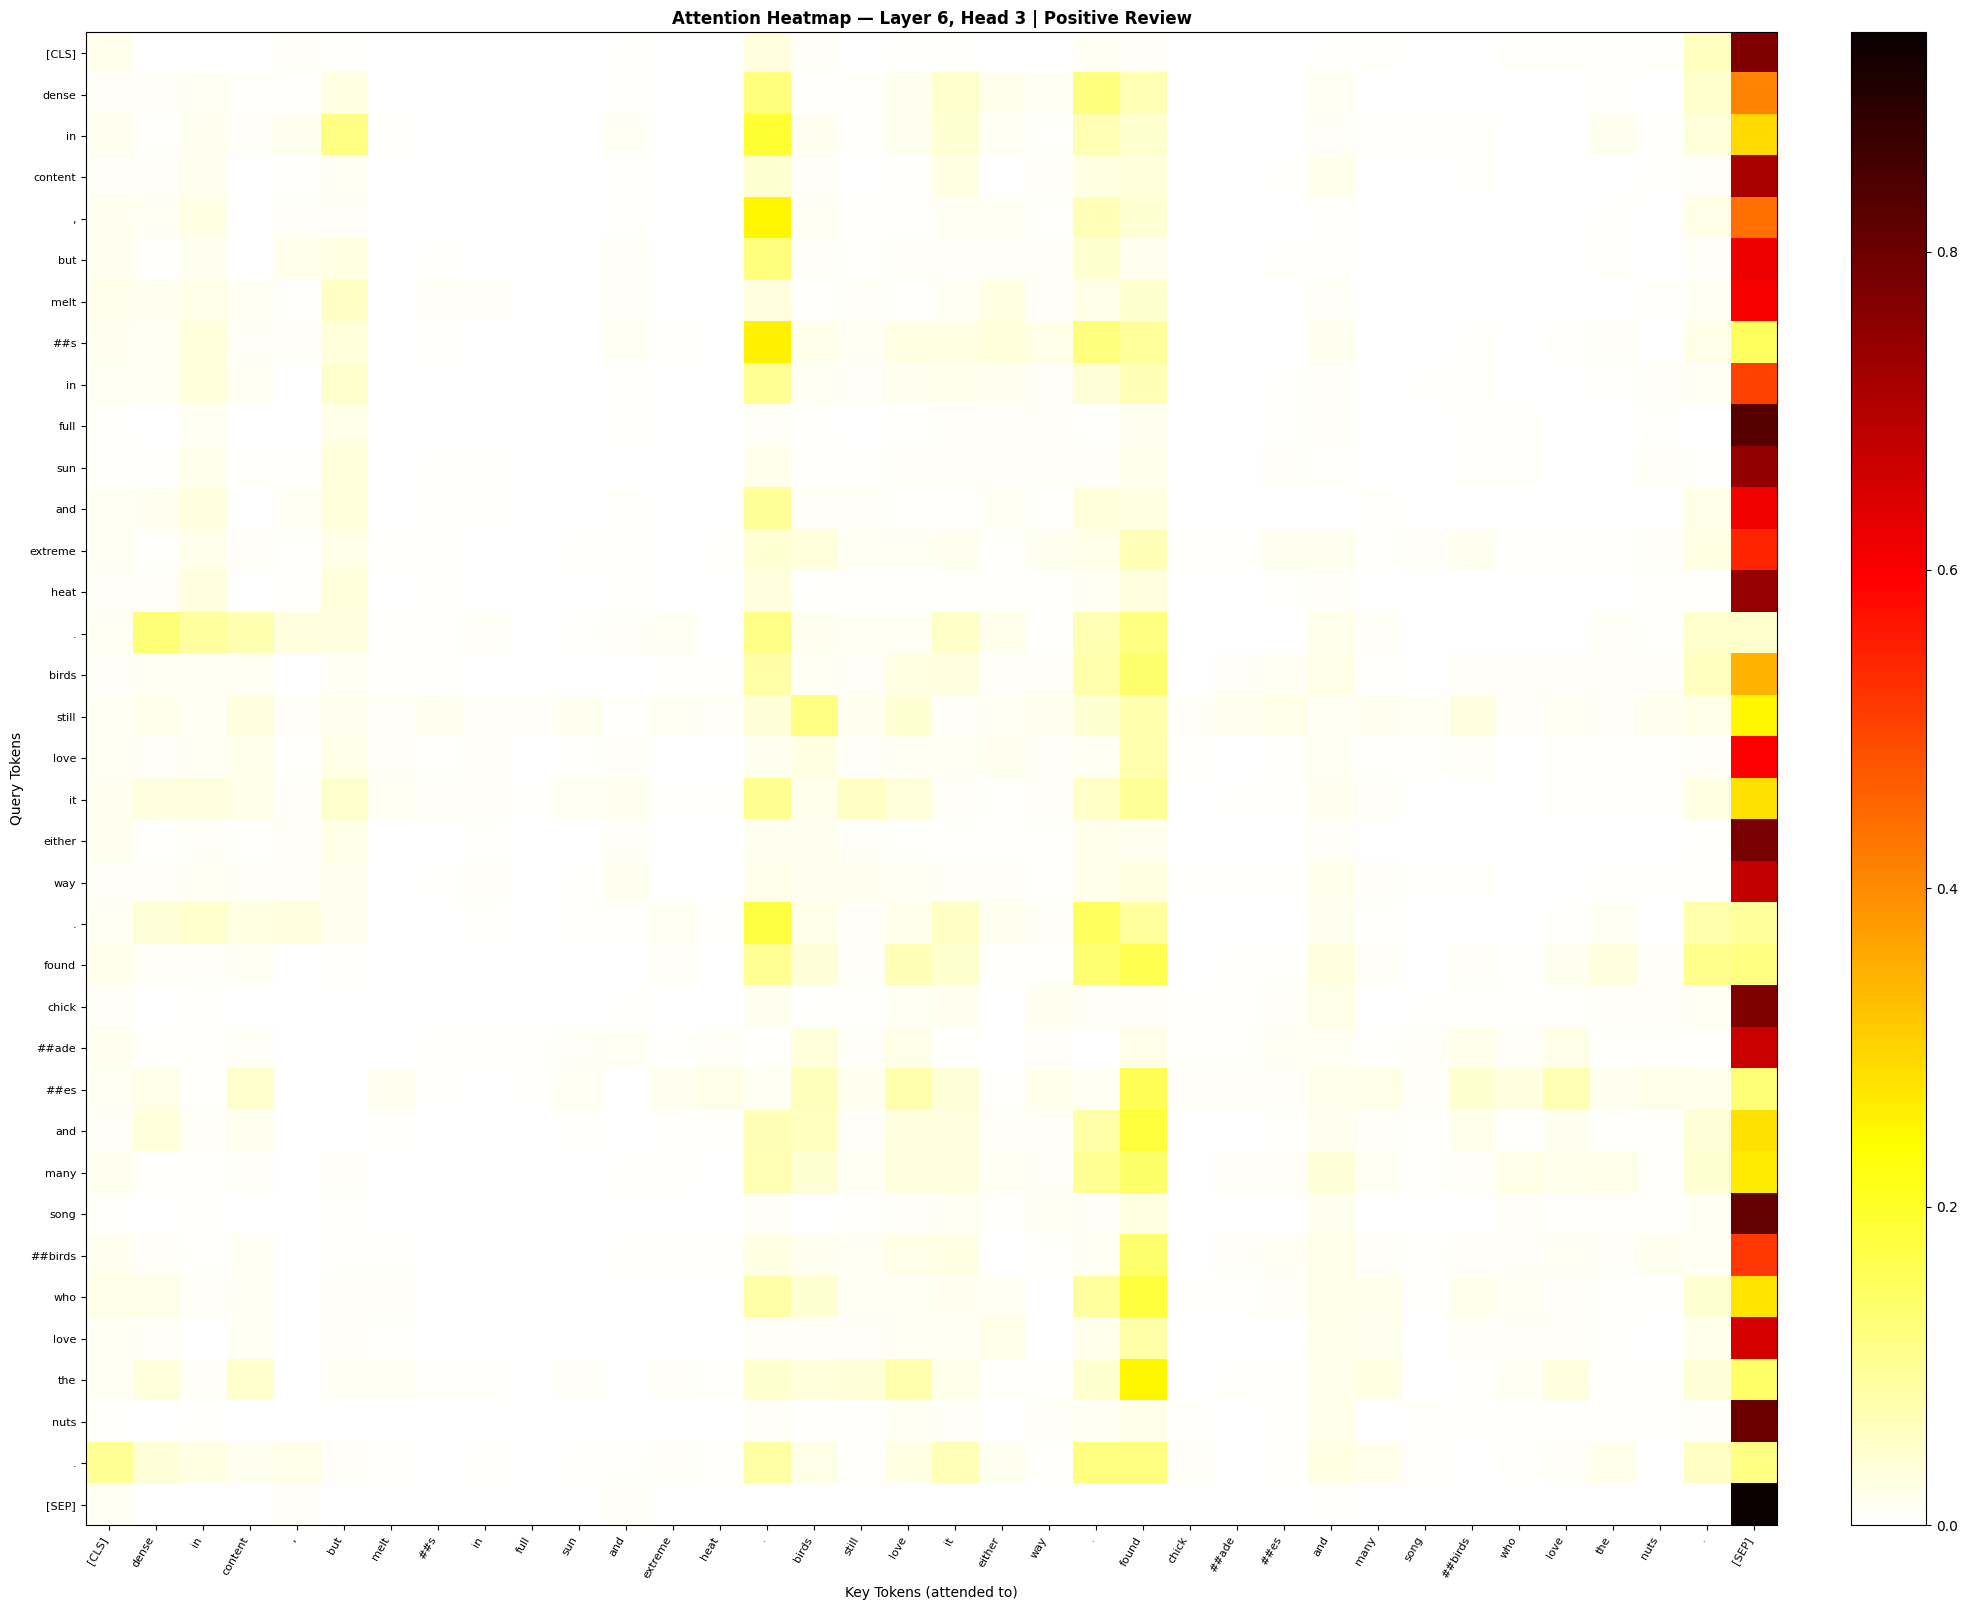 Attention Heatmap — Layer 6, Head 3 | Positive Review
Query Tokens
[CLS]
dense
in
content
,
but
melt
##s
in
full
sun
and
extreme
heat
.
birds
still
love
it
either
way
.
found
chick
##ade
##es
and
many
song
##birds
who
love
the
nuts
.
[SEP]
[CLS] dense in content , but melt ##s in full sun and extreme heat . birds still love it either way . found chick ##ade ##es and many song ##birds who love the nuts . [SEP]
Key Tokens (attended to)
0.8
0.6
0.4
0.2
0.0